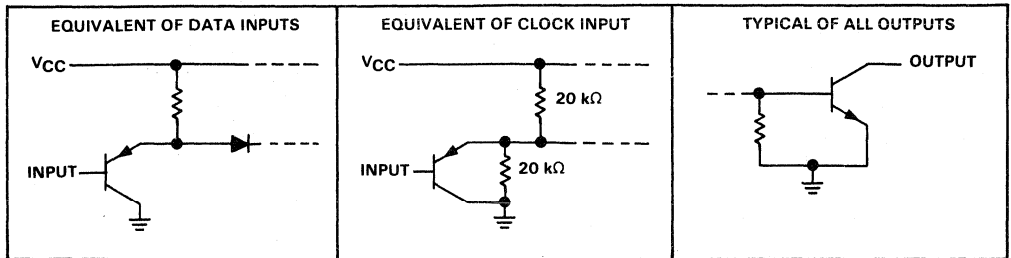 EQUIVALENT OF DATA INPUTS
VCC
INPUT
EQUIVALENT OF CLOCK INPUT
VCC
20 kΩ
20 kΩ
INPUT
TYPICAL OF ALL OUTPUTS
OUTPUT